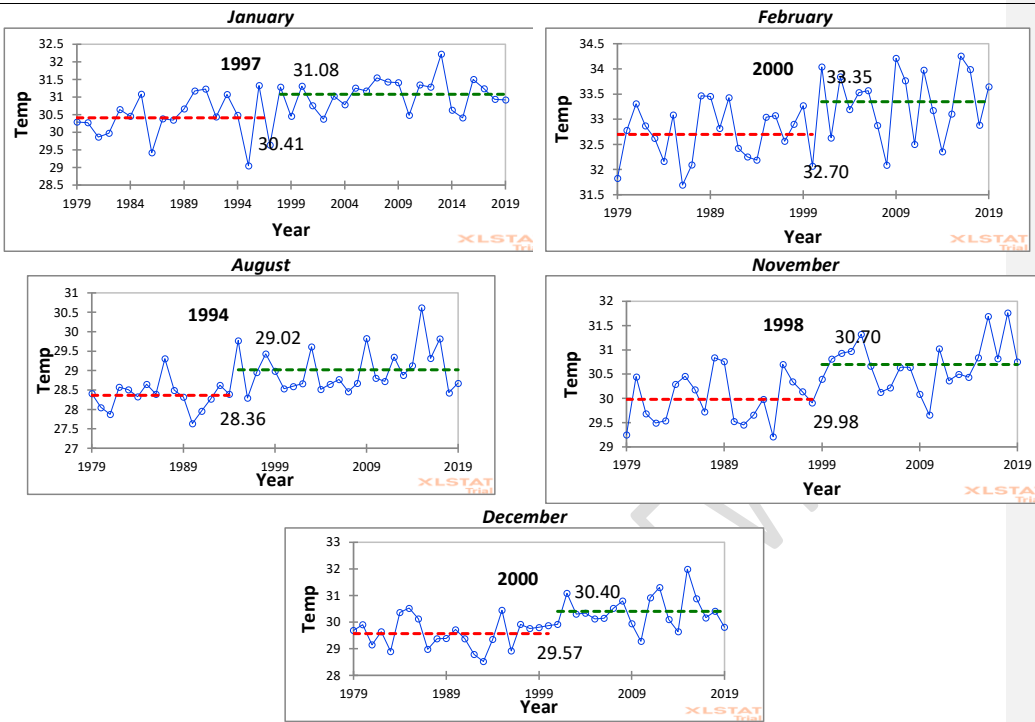 January
32.5
32
31.5
31
30.5
30
29.5
29
28.5
Temp
1997
31.08
30.41
1979 1984 1989 1994 1999 2004 2009 2014 2019
Year
XLSTAT
Trial
February
34.5
34
33.5
33
32.5
32
31.5
Temp
2000
33.35
32.70
1979 1989 1999 2009 2019
Year
XLSTAT
Trial
August
31
30.5
30
29.5
29
28.5
28
27.5
27
Temp
1994
29.02
28.36
1979 1989 1999 2009 2019
Year
XLSTAT
Trial
November
32
31.5
31
30.5
30
29.5
29
Temp
1998
30.70
29.98
1979 1989 1999 2009 2019
Year
XLSTA
Tri
December
33
32
31
30
29
28
Temp
2000
30.40
29.57
1979 1989 1999 2009 2019
Year
XLSTAT
Trial